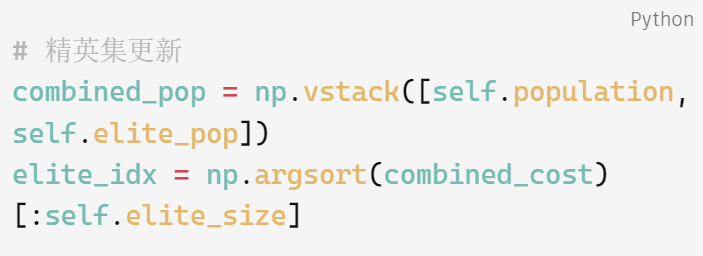 Python
# 精英集更新
combined_pop = np.vstack([self.population,
self.elite_pop])
elite_idx = np.argsort(combined_cost)
[:self.elite_size]